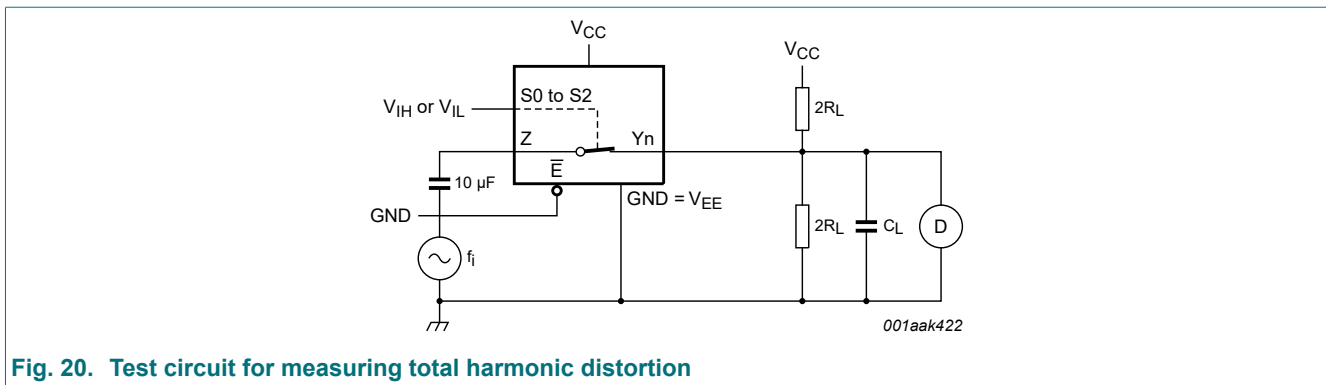 VCC
VCC
S0 to S2
2RL
VIH or VIL
Z
Yn
E
10 µF
GND = VEE
GND
2RL
CL
D
fi
001aak422
Fig. 20. Test circuit for measuring total harmonic distortion